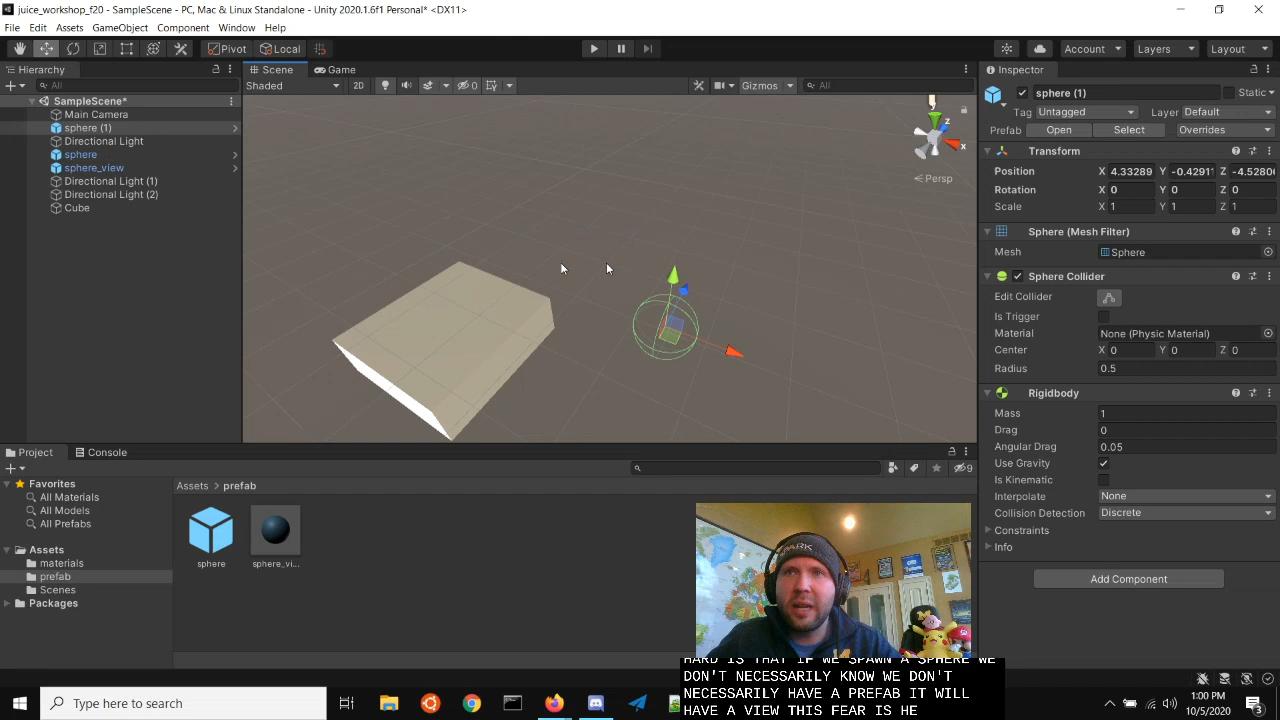 juice_workshop_f20 - SampleScene - PC, Mac & Linux Standalone - Unity 2020.1.6f1 Personal* <DX11>
File Edit Assets GameObject Component Window Help
Pivot Local Account Layers Layout
Hierarchy Scene Game Inspector
All Shaded 2D 0 Gizmos All
sphere (1) Static
SampleScene*
Main Camera
sphere (1)
Directional Light
sphere
sphere_view
Directional Light (1)
Directional Light (2)
Cube
y
z
x
Persp
Tag Untagged Layer Default
Prefab Open Select Overrides
Transform
Position X 4.33289 Y -0.42911 Z -4.52806
Rotation X 0 Y 0 Z 0
Scale X 1 Y 1 Z 1
Sphere (Mesh Filter)
Mesh Sphere
Sphere Collider
Edit Collider
Is Trigger
Material None (Physic Material)
Center X 0 Y 0 Z 0
Radius 0.5
Rigidbody
Mass 1
Drag 0
Angular Drag 0.05
Use Gravity
Is Kinematic
Interpolate None
Collision Detection Discrete
Constraints
Info
Add Component
Project Console
9
Favorites
All Materials
All Models
All Prefabs
Assets
materials
prefab
Scenes
Packages
Assets > prefab
sphere sphere_vi...
HARD IS THAT IF WE SPAWN A SPHERE WE
DON'T NECESSARILY KNOW WE DON'T
NECESSARILY HAVE A PREFAB IT WILL
HAVE A VIEW THIS FEAR IS HE
Type here to search
1:00 PM
10/5/2020
3